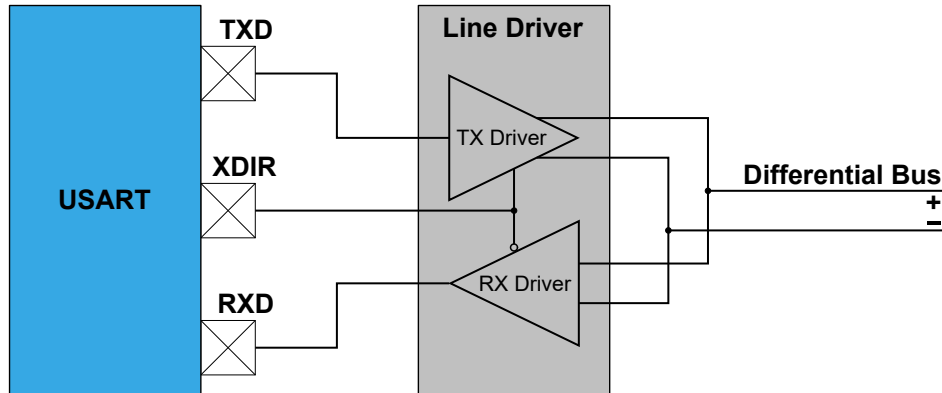 TXD
Line Driver
TX Driver
XDIR
USART
Differential Bus
+
−
RX Driver
RXD